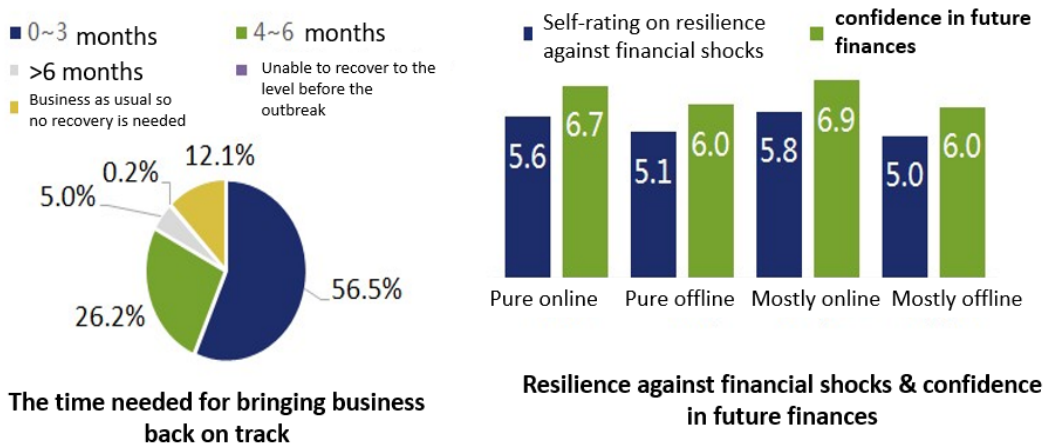 0~3 months
4~6 months
>6 months
Unable to recover to the
level before the
outbreak
Business as usual so
no recovery is needed
12.1%
0.2%
5.0%
56.5%
26.2%
The time needed for bringing business
back on track
Self-rating on resilience
against financial shocks
confidence in future
finances
5.6
6.7
5.1
6.0
5.8
6.9
5.0
6.0
Pure online
Pure offline
Mostly online
Mostly offline
Resilience against financial shocks & confidence
in future finances